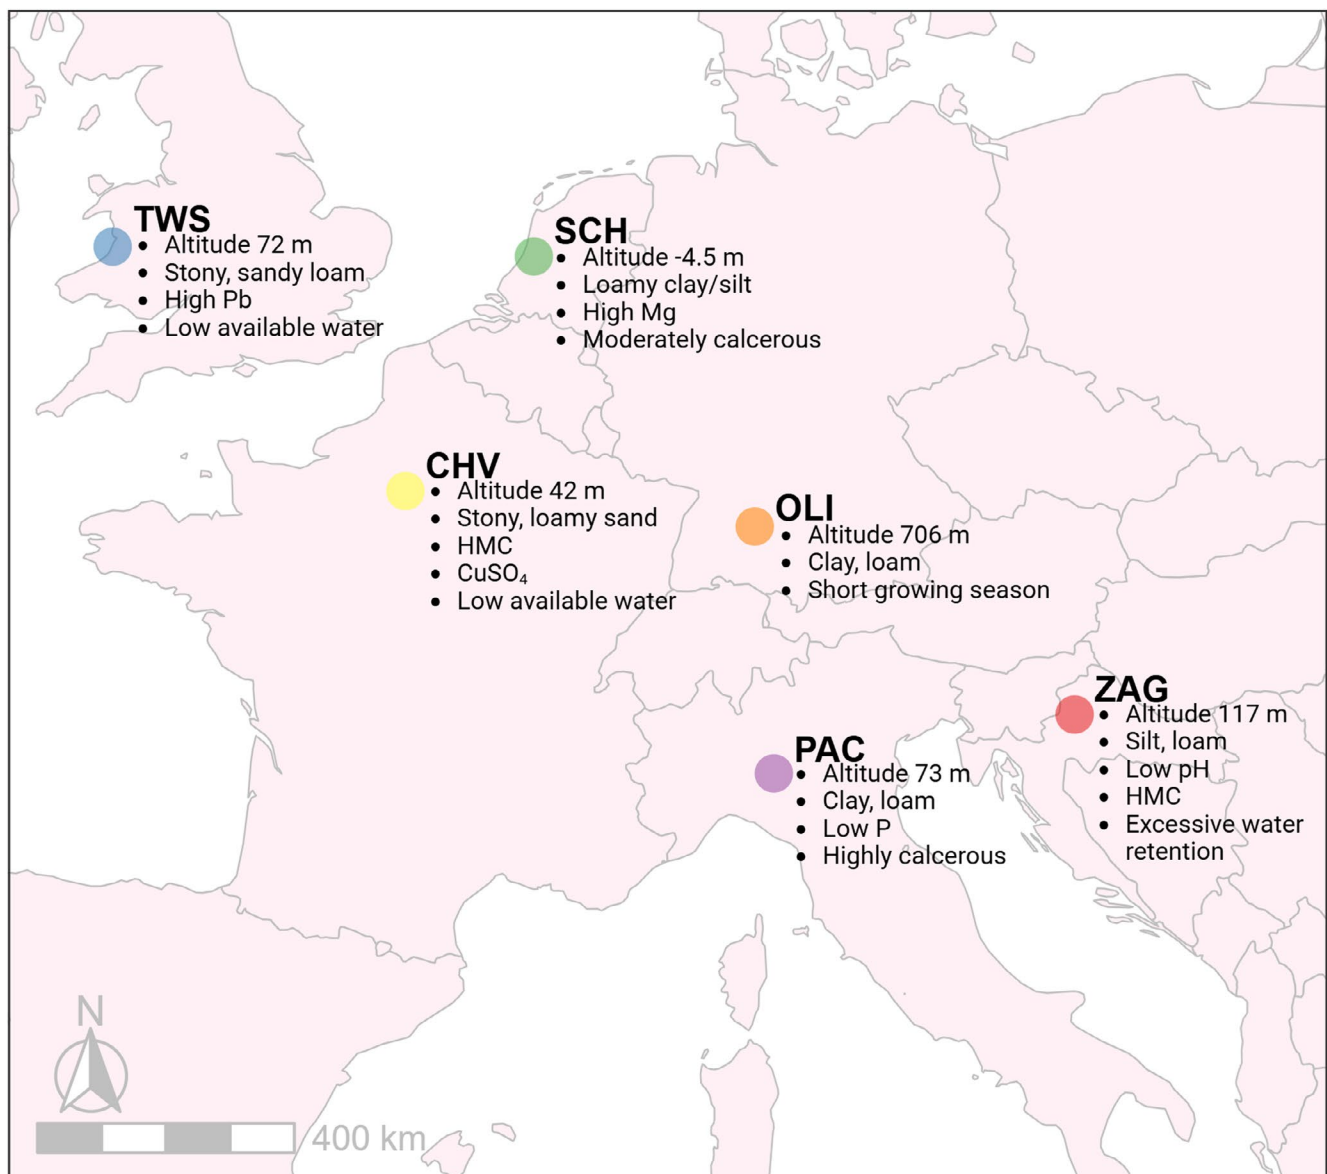 TWS
• Altitude 72 m
• Stony, sandy loam
• High Pb
• Low available water
SCH
• Altitude -4.5 m
• Loamy clay/silt
• High Mg
• Moderately calcerous
CHV
• Altitude 42 m
• Stony, loamy sand
• HMC
• CuSO₄
• Low available water
OLI
• Altitude 706 m
• Clay, loam
• Short growing season
ZAG
• Altitude 117 m
• Silt, loam
• Low pH
• HMC
• Excessive water
retention
PAC
• Altitude 73 m
• Clay, loam
• Low P
• Highly calcerous
N
400 km